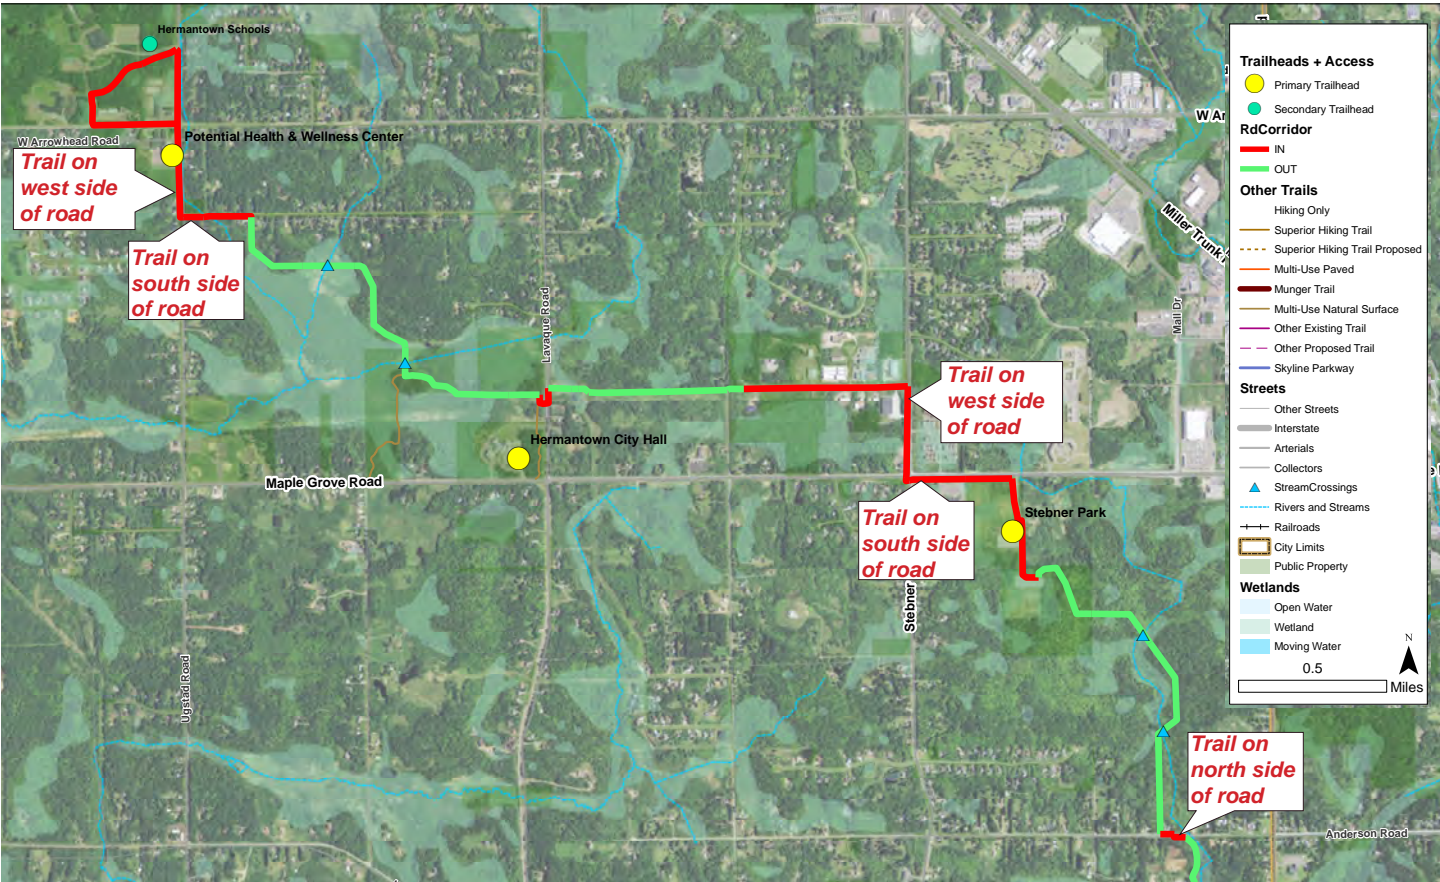 Hermantown Schools
W Arrowhead Road
Potential Health & Wellness Center
Trail on
west side
of road
Trail on
south side
of road
Lavaque Road
Hermantown City Hall
Maple Grove Road
Ugstad Road
Trail on
west side
of road
Trail on
south side
of road
Stebner
Stebner Park
Miller Trunk
Mall Dr
W Ar
Trail on
north side
of road
Anderson Road
Trailheads + Access
Primary Trailhead
Secondary Trailhead
RdCorridor
IN
OUT
Other Trails
Hiking Only
Superior Hiking Trail
Superior Hiking Trail Proposed
Multi-Use Paved
Munger Trail
Multi-Use Natural Surface
Other Existing Trail
Other Proposed Trail
Skyline Parkway
Streets
Other Streets
Interstate
Arterials
Collectors
StreamCrossings
Rivers and Streams
Railroads
City Limits
Public Property
Wetlands
Open Water
Wetland
Moving Water
N
0.5
Miles